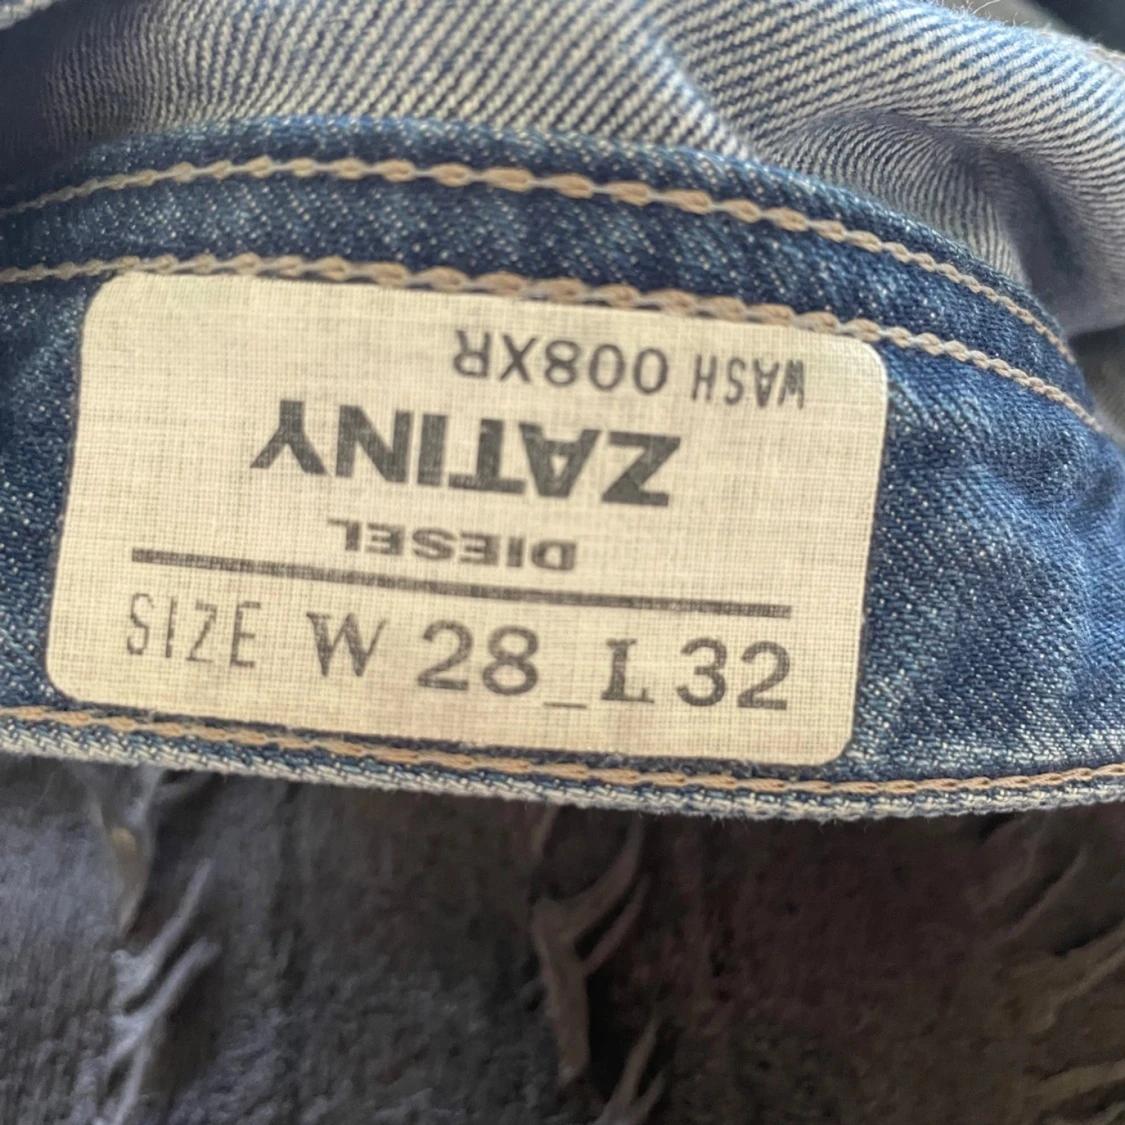 WASH 008XR
ZATINY
DIESEL
SIZE W 28_L 32